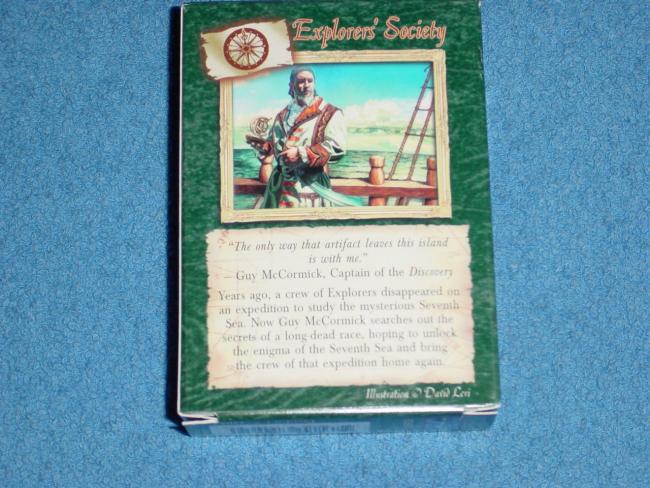 Explorers' Society
"The only way that artifact leaves this island
is with me."
– Guy McCormick, Captain of the Discovery
Years ago, a crew of Explorers disappeared on
an expedition to study the mysterious Seventh
Sea. Now Guy McCormick searches out the
secrets of a long-dead race, hoping to unlock
the enigma of the Seventh Sea and bring
the crew of that expedition home again.
Illustration © David Leri